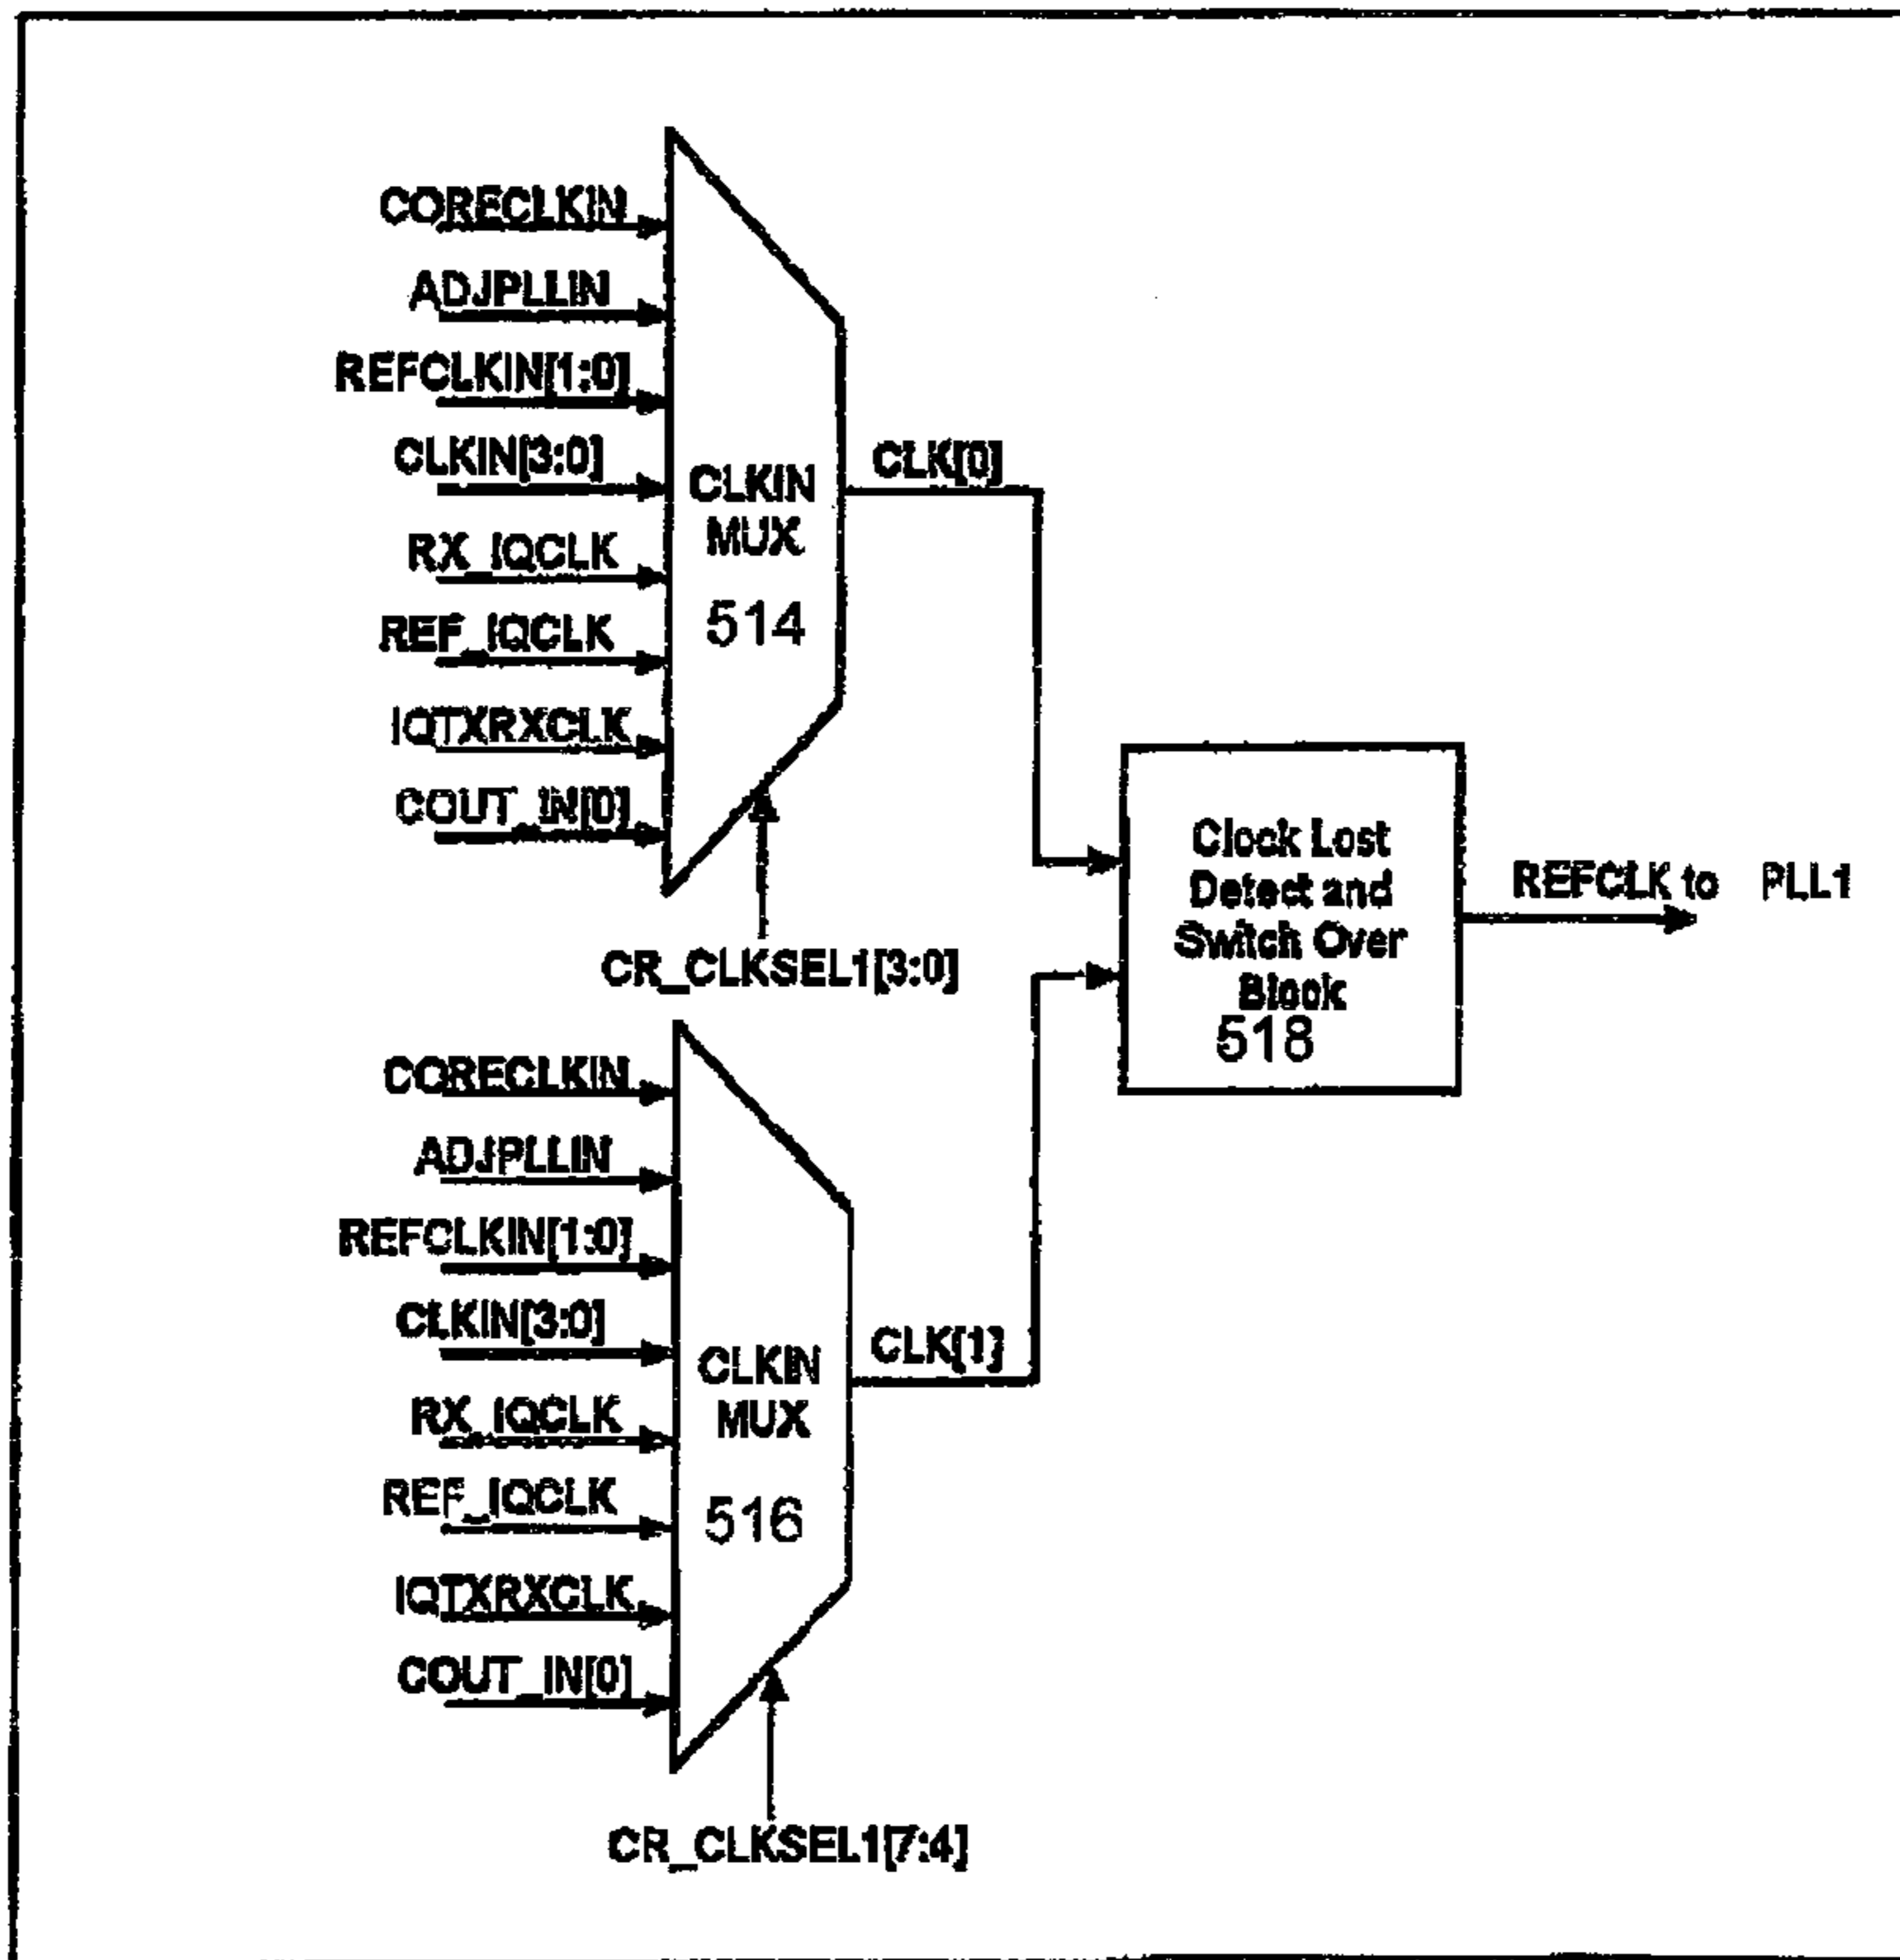 CORECLKIN
ADJPLLIN
REFCLKIN[1:0]
CLKIN[3:0]
RX_IQCLK
REF_IQCLK
IQTXRXCLK
COUT_IN[0]
CLKIN
MUX
514
CR_CLKSEL1[3:0]
CLK[0]
CORECLKIN
ADJPLLIN
REFCLKIN[1:0]
CLKIN[3:0]
RX_IQCLK
REF_IQCLK
IQTXRXCLK
COUT_IN[0]
CLKIN
MUX
516
CR_CLKSEL1[7:4]
CLK[1]
Clock Lost
Detect and
Switch Over
Block
518
REFCLK to PLL1